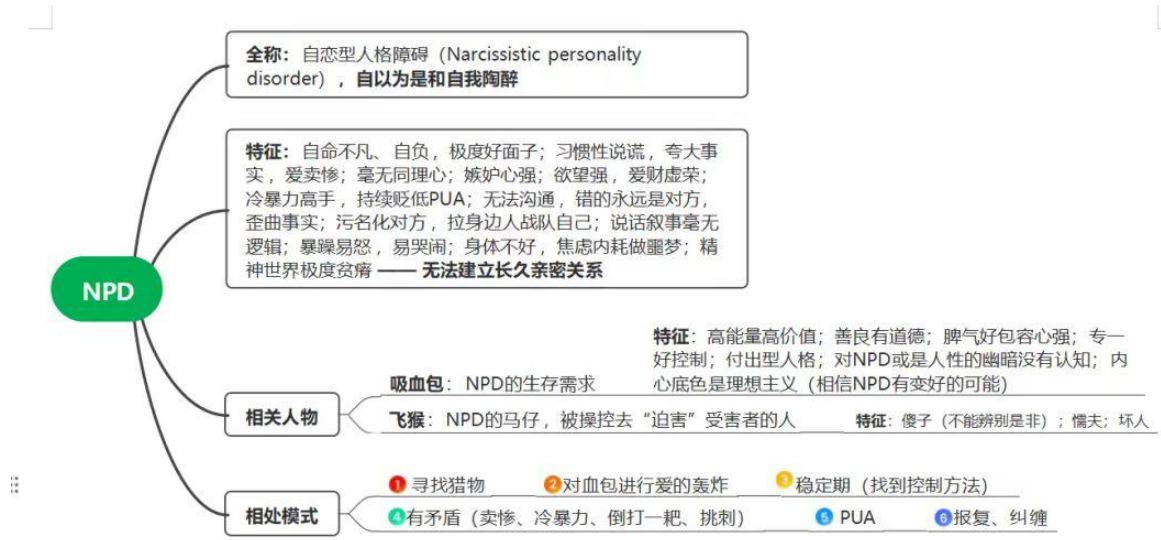 全称：自恋型人格障碍（Narcissistic personality
disorder），自以为是和自我陶醉
特征：自命不凡、自负，极度好面子；习惯性说谎，夸大事
实，爱卖惨；毫无同理心；嫉妒心强；欲望强，爱财虚荣；
冷暴力高手，持续贬低PUA；无法沟通，错的永远是对方，
歪曲事实；污名化对方，拉身边人战队自己；说话叙事毫无
逻辑；暴躁易怒，易哭闹；身体不好，焦虑内耗做噩梦；精
神世界极度贫瘠 —— 无法建立长久亲密关系
NPD
特征：高能量高价值；善良有道德；脾气好包容心强；专一
好控制；付出型人格；对NPD或是人性的幽暗没有认知；内
心底色是理想主义（相信NPD有变好的可能）
吸血包：NPD的生存需求
相关人物
飞猴：NPD的马仔，被操控去“迫害”受害者的人
特征：傻子（不能辨别是非）；懦夫；坏人
1 寻找猎物
2 对血包进行爱的轰炸
3 稳定期（找到控制方法）
相处模式
4 有矛盾（卖惨、冷暴力、倒打一耙、挑刺）
5 PUA
6 报复、纠缠